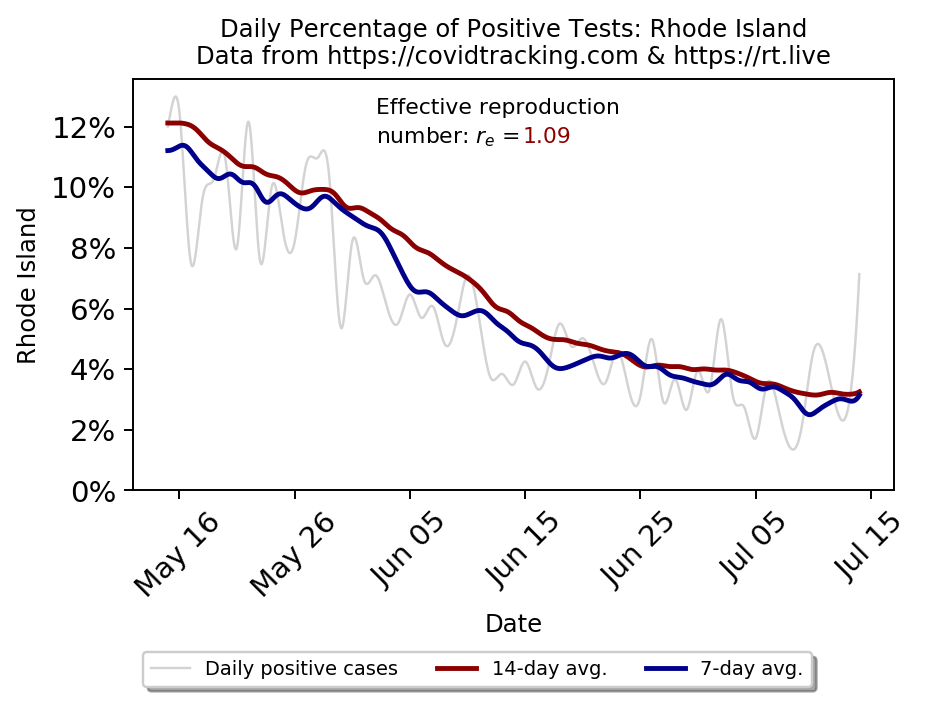 Daily Percentage of Positive Tests: Rhode Island
Data from https://covidtracking.com & https://rt.live
Effective reproduction
number: rₑ =1.09
12%
10%
8%
6%
4%
2%
0%
Rhode Island
May 16
May 26
Jun 05
Jun 15
Jun 25
Jul 05
Jul 15
Date
Daily positive cases
14-day avg.
7-day avg.